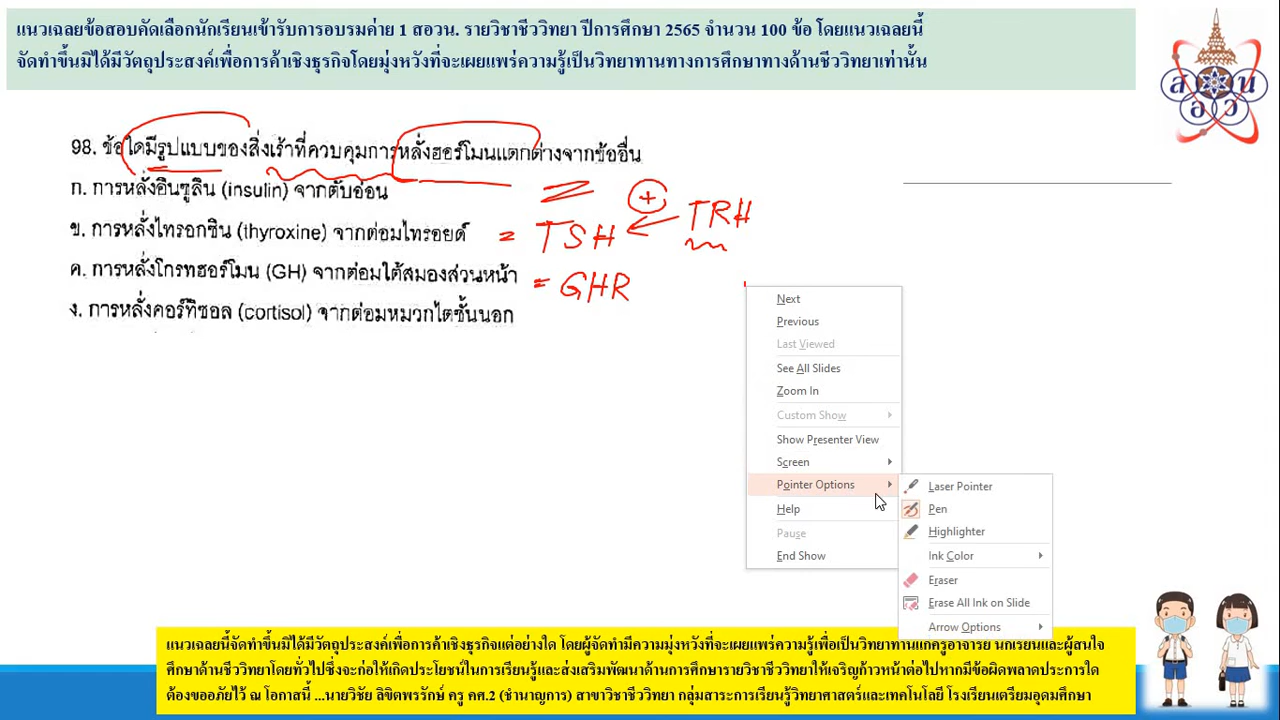 แนวเฉลยข้อสอบคัดเลือกนักเรียนเข้ารับการอบรมค่าย 1 สอวน. รายวิชาชีววิทยา ปีการศึกษา 2565 จำนวน 100 ข้อ โดยแนวเฉลยนี้
จัดทำขึ้นมิได้มีวัตถุประสงค์เพื่อการค้าเชิงธุรกิจโดยมุ่งหวังที่จะเผยแพร่ความรู้เป็นวิทยาทานทางการศึกษาทางด้านชีววิทยาเท่านั้น
ส อ ว น
98. ข้อใดมีรูปแบบของสิ่งเร้าที่ควบคุมการหลั่งฮอร์โมนแตกต่างจากข้ออื่น
ก. การหลั่งอินซูลิน (insulin) จากตับอ่อน
+ TRH
ข. การหลั่งไทรอกซิน (thyroxine) จากต่อมไทรอยด์ = TSH
ค. การหลั่งโกรทฮอร์โมน (GH) จากต่อมใต้สมองส่วนหน้า = GHR
ง. การหลั่งคอร์ทิซอล (cortisol) จากต่อมหมวกไตชั้นนอก
Next
Previous
Last Viewed
See All Slides
Zoom In
Custom Show
Show Presenter View
Screen
Pointer Options
Help
Pause
End Show
Laser Pointer
Pen
Highlighter
Ink Color
Eraser
Erase All Ink on Slide
Arrow Options
แนวเฉลยนี้จัดทำขึ้นมิได้มีวัตถุประสงค์เพื่อการค้าเชิงธุรกิจแต่อย่างใด โดยผู้จัดทำมีความมุ่งหวังที่จะเผยแพร่ความรู้เพื่อเป็นวิทยาทานแก่ครูอาจารย์ นักเรียนและผู้สนใจ
ศึกษาด้านชีววิทยาโดยทั่วไปซึ่งจะก่อให้เกิดประโยชน์ในการเรียนรู้และส่งเสริมพัฒนาด้านการศึกษารายวิชาชีววิทยาให้เจริญก้าวหน้าต่อไปหากมีข้อผิดพลาดประการใด
ต้องขออภัยไว้ ณ โอกาสนี้ ...นายวิชัย ลิขิตพรรักษ์ ครู คศ.2 (ชำนาญการ) สาขาวิชาชีววิทยา กลุ่มสาระการเรียนรู้วิทยาศาสตร์และเทคโนโลยี โรงเรียนเตรียมอุดมศึกษา